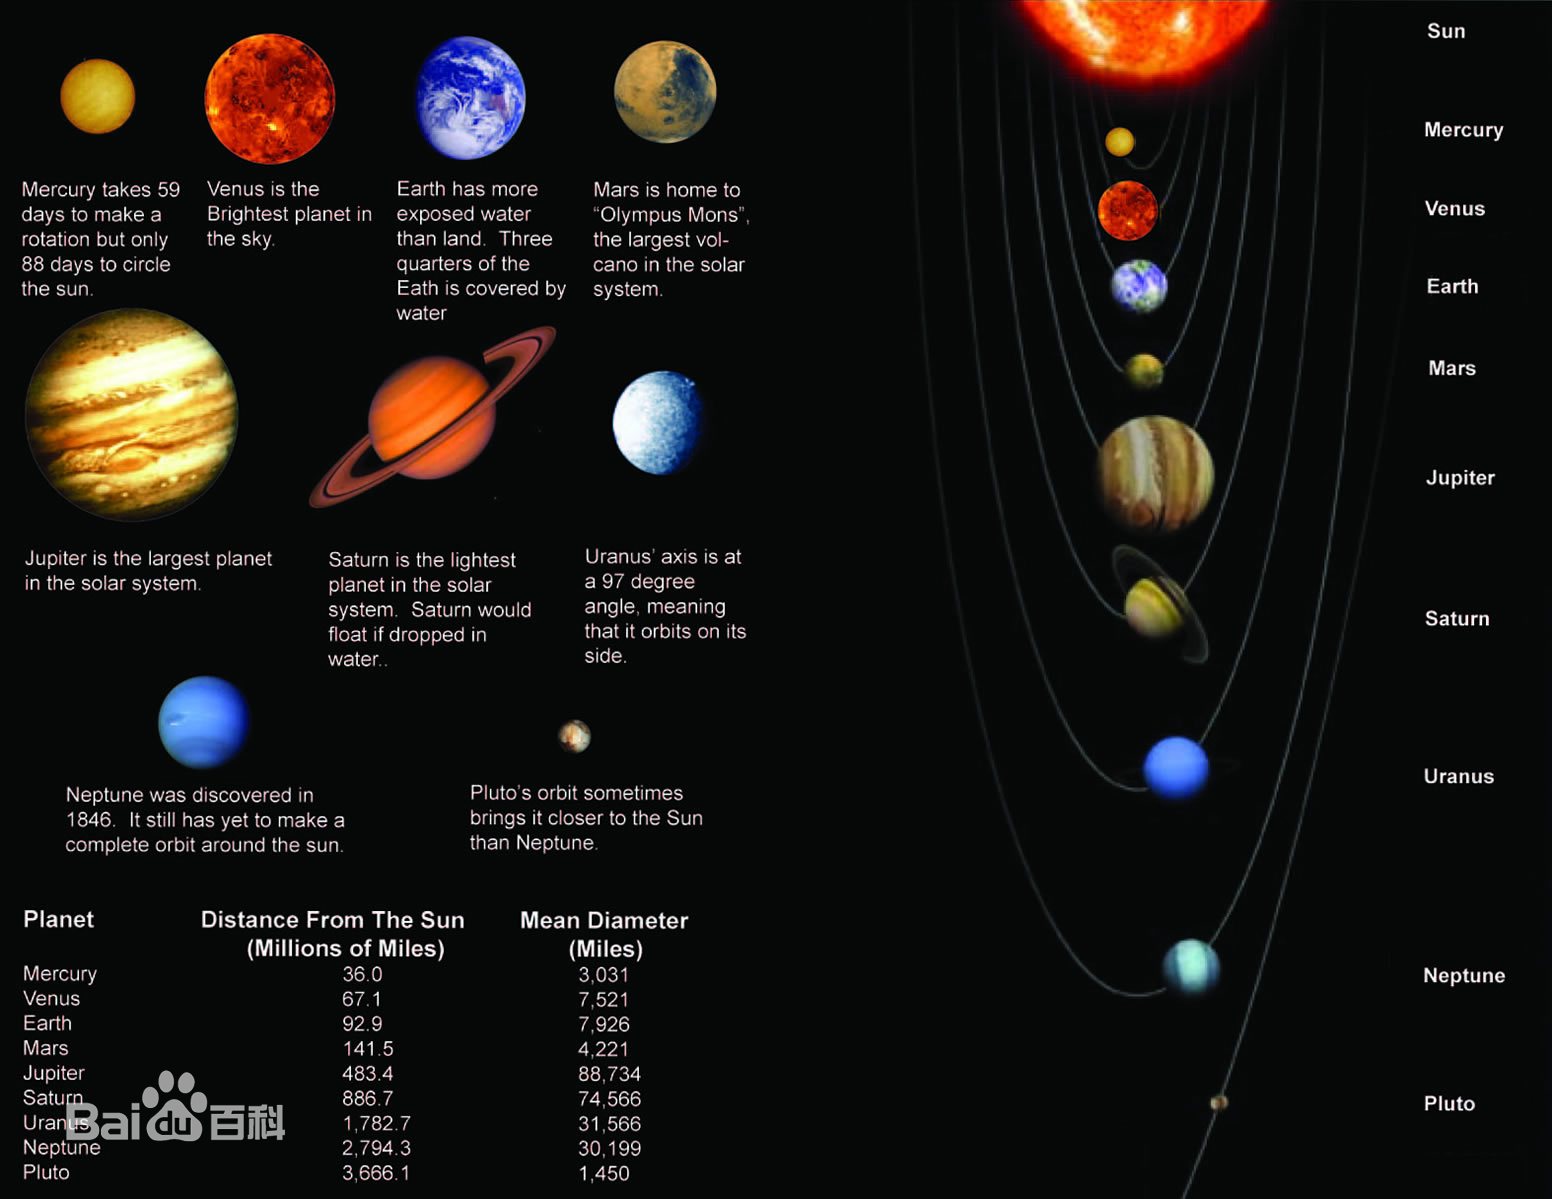 Mercury takes 59
days to make a
rotation but only
88 days to circle
the sun.
Venus is the
Brightest planet in
the sky.
Earth has more
exposed water
than land.  Three
quarters of the
Eath is covered by
water
Mars is home to
“Olympus Mons”,
the largest vol-
cano in the solar
system.
Jupiter is the largest planet
in the solar system.
Saturn is the lightest
planet in the solar
system.  Saturn would
float if dropped in
water..
Uranus’ axis is at
a 97 degree
angle, meaning
that it orbits on its
side.
Neptune was discovered in
1846.  It still has yet to make a
complete orbit around the sun.
Pluto’s orbit sometimes
brings it closer to the Sun
than Neptune.
Planet Distance From The Sun Mean Diameter
(Millions of Miles) (Miles)
Mercury 36.0 3,031
Venus 67.1 7,521
Earth 92.9 7,926
Mars 141.5 4,221
Jupiter 483.4 88,734
Saturn 886.7 74,566
Uranus 1,782.7 31,566
Neptune 2,794.3 30,199
Pluto 3,666.1 1,450
Bai du 百科
Sun
Mercury
Venus
Earth
Mars
Jupiter
Saturn
Uranus
Neptune
Pluto